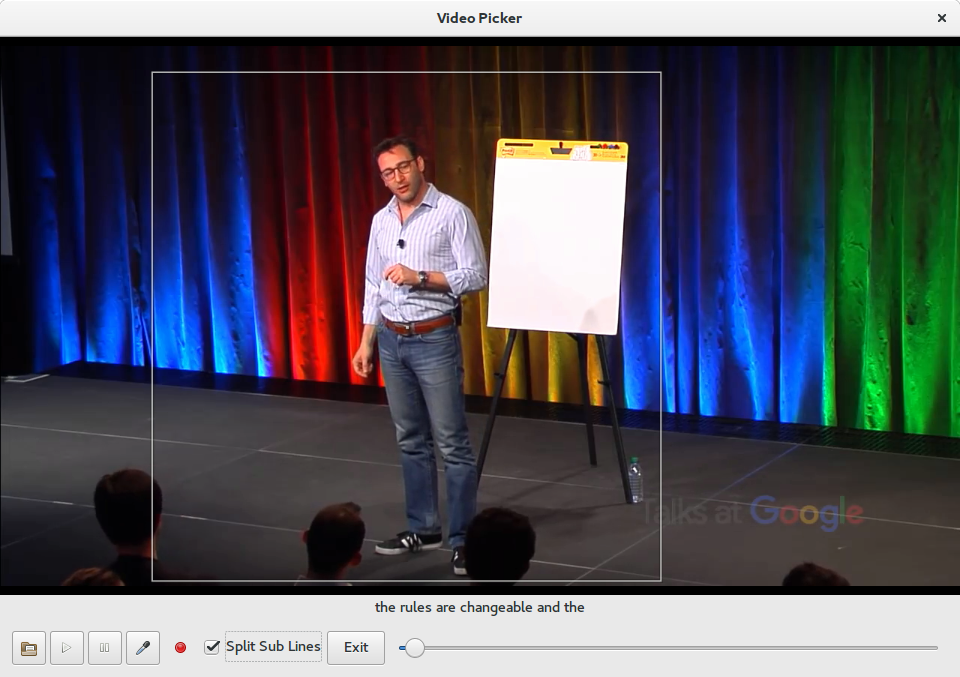 Video Picker
Talks at Google
the rules are changeable and the
Split Sub Lines
Exit